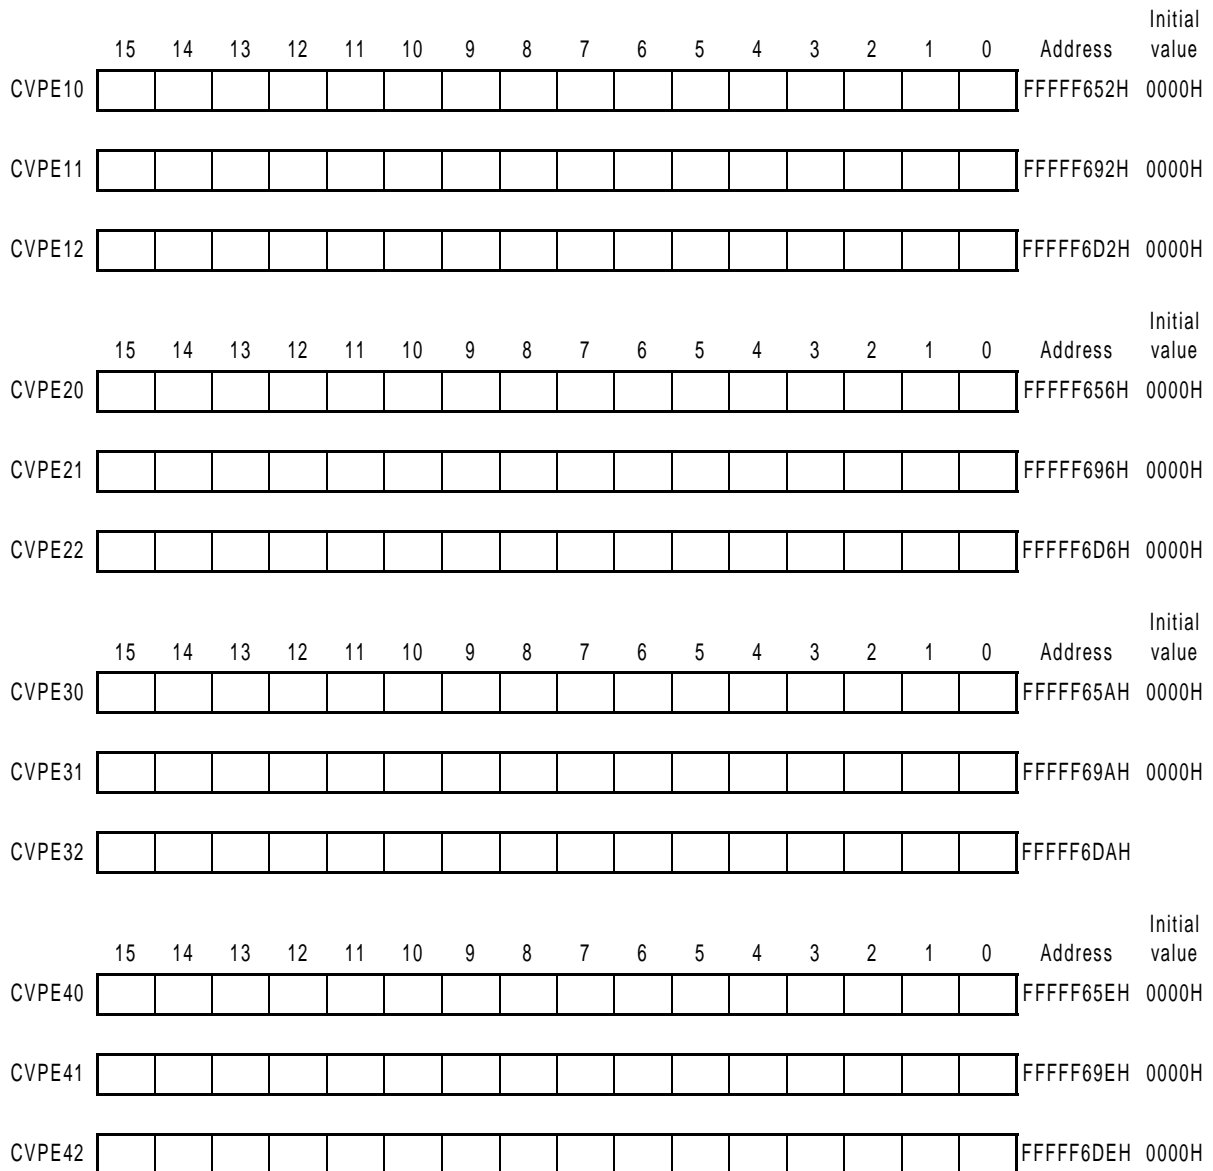 Initial
15 14 13 12 11 10 9 8 7 6 5 4 3 2 1 0 Address value
CVPE10 FFFFF652H 0000H
CVPE11 FFFFF692H 0000H
CVPE12 FFFFF6D2H 0000H
Initial
15 14 13 12 11 10 9 8 7 6 5 4 3 2 1 0 Address value
CVPE20 FFFFF656H 0000H
CVPE21 FFFFF696H 0000H
CVPE22 FFFFF6D6H 0000H
Initial
15 14 13 12 11 10 9 8 7 6 5 4 3 2 1 0 Address value
CVPE30 FFFFF65AH 0000H
CVPE31 FFFFF69AH 0000H
CVPE32 FFFFF6DAH
Initial
15 14 13 12 11 10 9 8 7 6 5 4 3 2 1 0 Address value
CVPE40 FFFFF65EH 0000H
CVPE41 FFFFF69EH 0000H
CVPE42 FFFFF6DEH 0000H